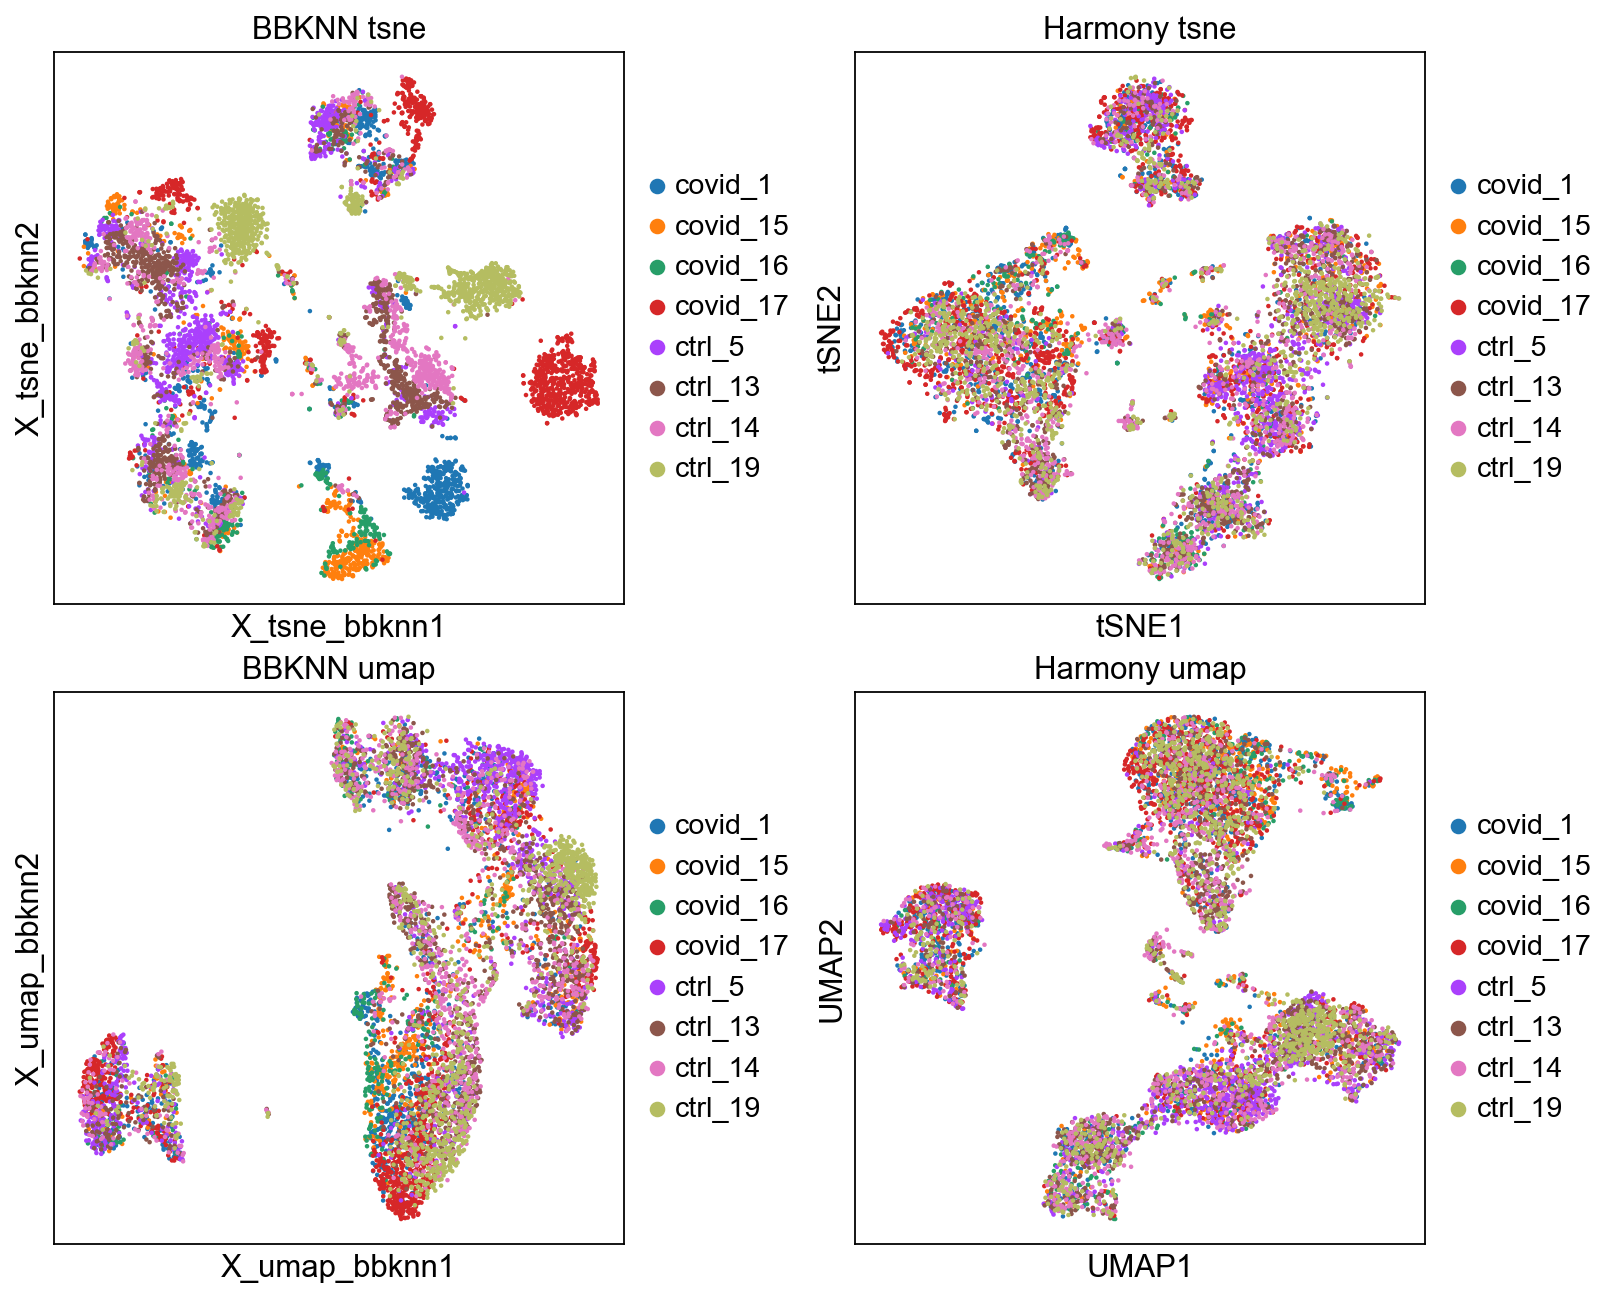 BBKNN tsne
X_tsne_bbknn2
X_tsne_bbknn1
covid_1
covid_15
covid_16
covid_17
ctrl_5
ctrl_13
ctrl_14
ctrl_19
Harmony tsne
tSNE2
tSNE1
covid_1
covid_15
covid_16
covid_17
ctrl_5
ctrl_13
ctrl_14
ctrl_19
BBKNN umap
X_umap_bbknn2
X_umap_bbknn1
covid_1
covid_15
covid_16
covid_17
ctrl_5
ctrl_13
ctrl_14
ctrl_19
Harmony umap
UMAP2
UMAP1
covid_1
covid_15
covid_16
covid_17
ctrl_5
ctrl_13
ctrl_14
ctrl_19